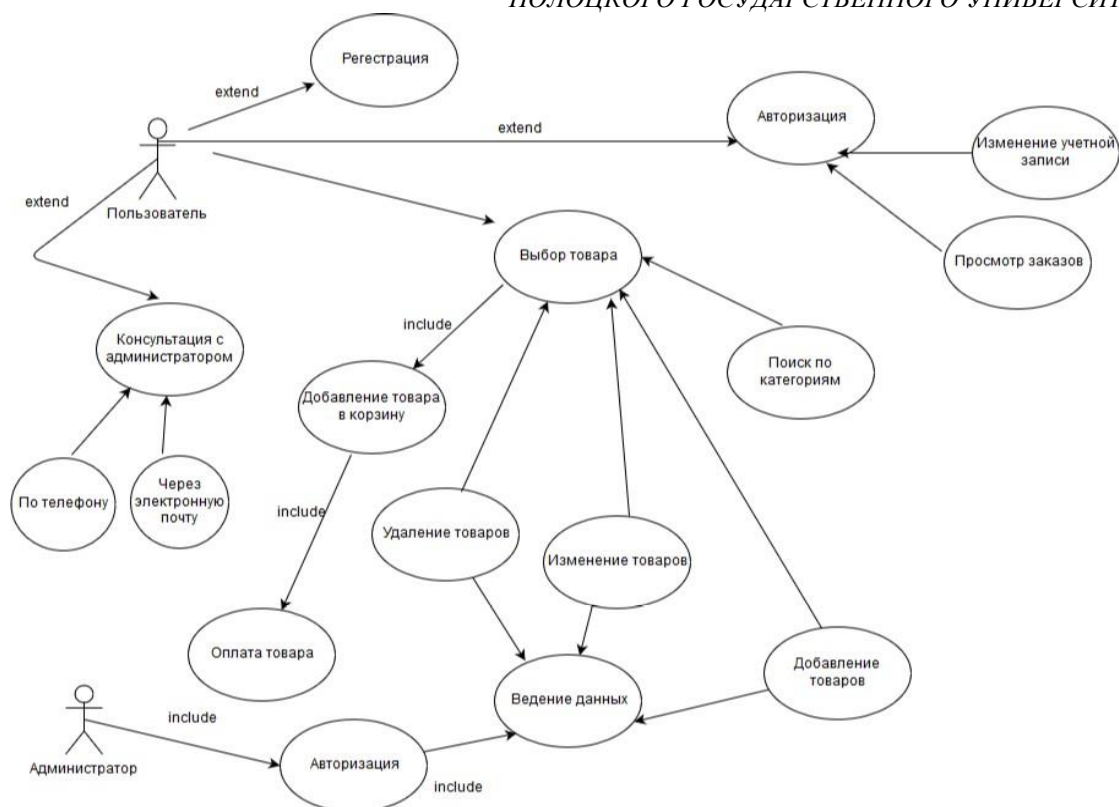 ПОЛОЦКОГО ГОСУДАРСТВЕННОГО
Регестрация
extend
Авторизация
extend
Изменение учетной
записи
extend
Пользователь
Выбор товара
Просмотр заказов
include
Консультация с
администратором
Поиск по
категориям
Добавление товара
в корзину
По телефону
Через
электронную
почту
include
Удаление товаров
Изменение товаров
Оплата товара
Добавление
товаров
Ведение данных
include
Администратор
Авторизация
include